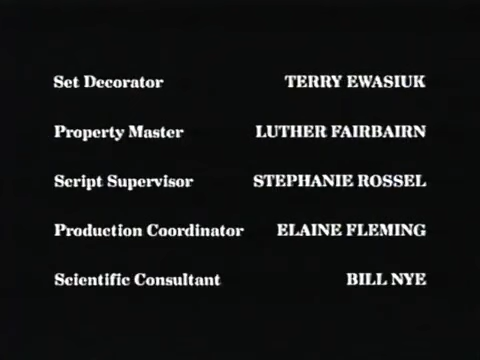 Set Decorator TERRY EWASIUK
Property Master LUTHER FAIRBAIRN
Script Supervisor STEPHANIE ROSSEL
Production Coordinator ELAINE FLEMING
Scientific Consultant BILL NYE